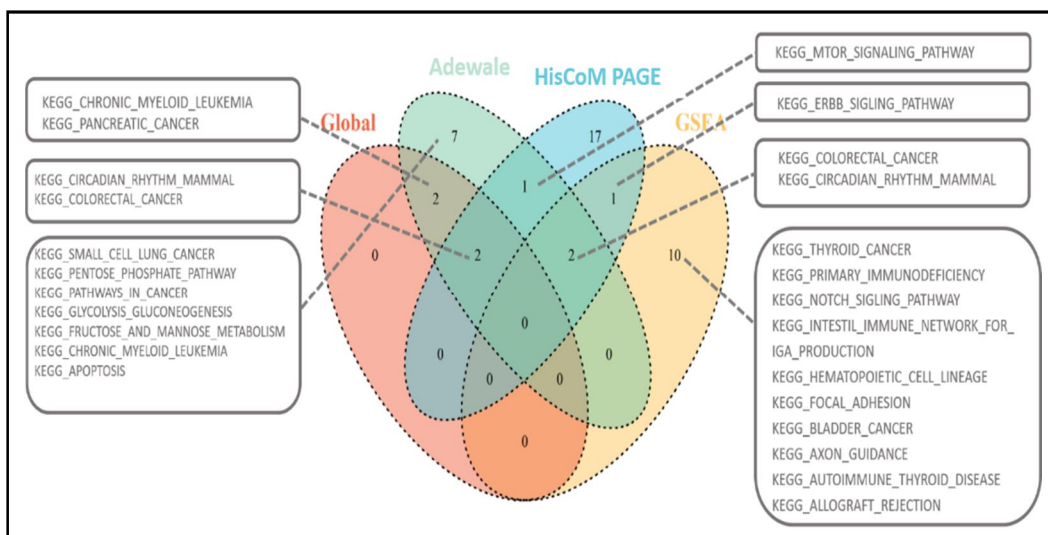 Adewale
HisCoM PAGE
Global
GSEA
KEGG_CHRONIC_MYELOID_LEUKEMIA
KEGG_PANCREATIC_CANCER
KEGG_CIRCADIAN_RHYTHM_MAMMAL
KEGG_COLORECTAL_CANCER
KEGG_SMALL_CELL_LUNG_CANCER
KEGG_PENTOSE_PHOSPHATE_PATHWAY
KEGG_PATHWAYS_IN_CANCER
KEGG_GLYCOLYSIS_GLUCONEOGENESIS
KEGG_FRUCTOSE_AND_MANNOSE_METABOLISM
KEGG_CHRONIC_MYELOID_LEUKEMIA
KEGG_APOPTOSIS
7
17
2
1
1
0
2
2
10
0
0
0
0
0
0
KEGG_MTOR_SIGNALING_PATHWAY
KEGG_ERBB_SIGLING_PATHWAY
KEGG_COLORECTAL_CANCER
KEGG_CIRCADIAN_RHYTHM_MAMMAL
KEGG_THYROID_CANCER
KEGG_PRIMARY_IMMUNODEFICIENCY
KEGG_NOTCH_SIGLING_PATHWAY
KEGG_INTESTIL_IMMUNE_NETWORK_FOR_
IGA_PRODUCTION
KEGG_HEMATOPOIETIC_CELL_LINEAGE
KEGG_FOCAL_ADHESION
KEGG_BLADDER_CANCER
KEGG_AXON_GUIDANCE
KEGG_AUTOIMMUNE_THYROID_DISEASE
KEGG_ALLOGRAFT_REJECTION